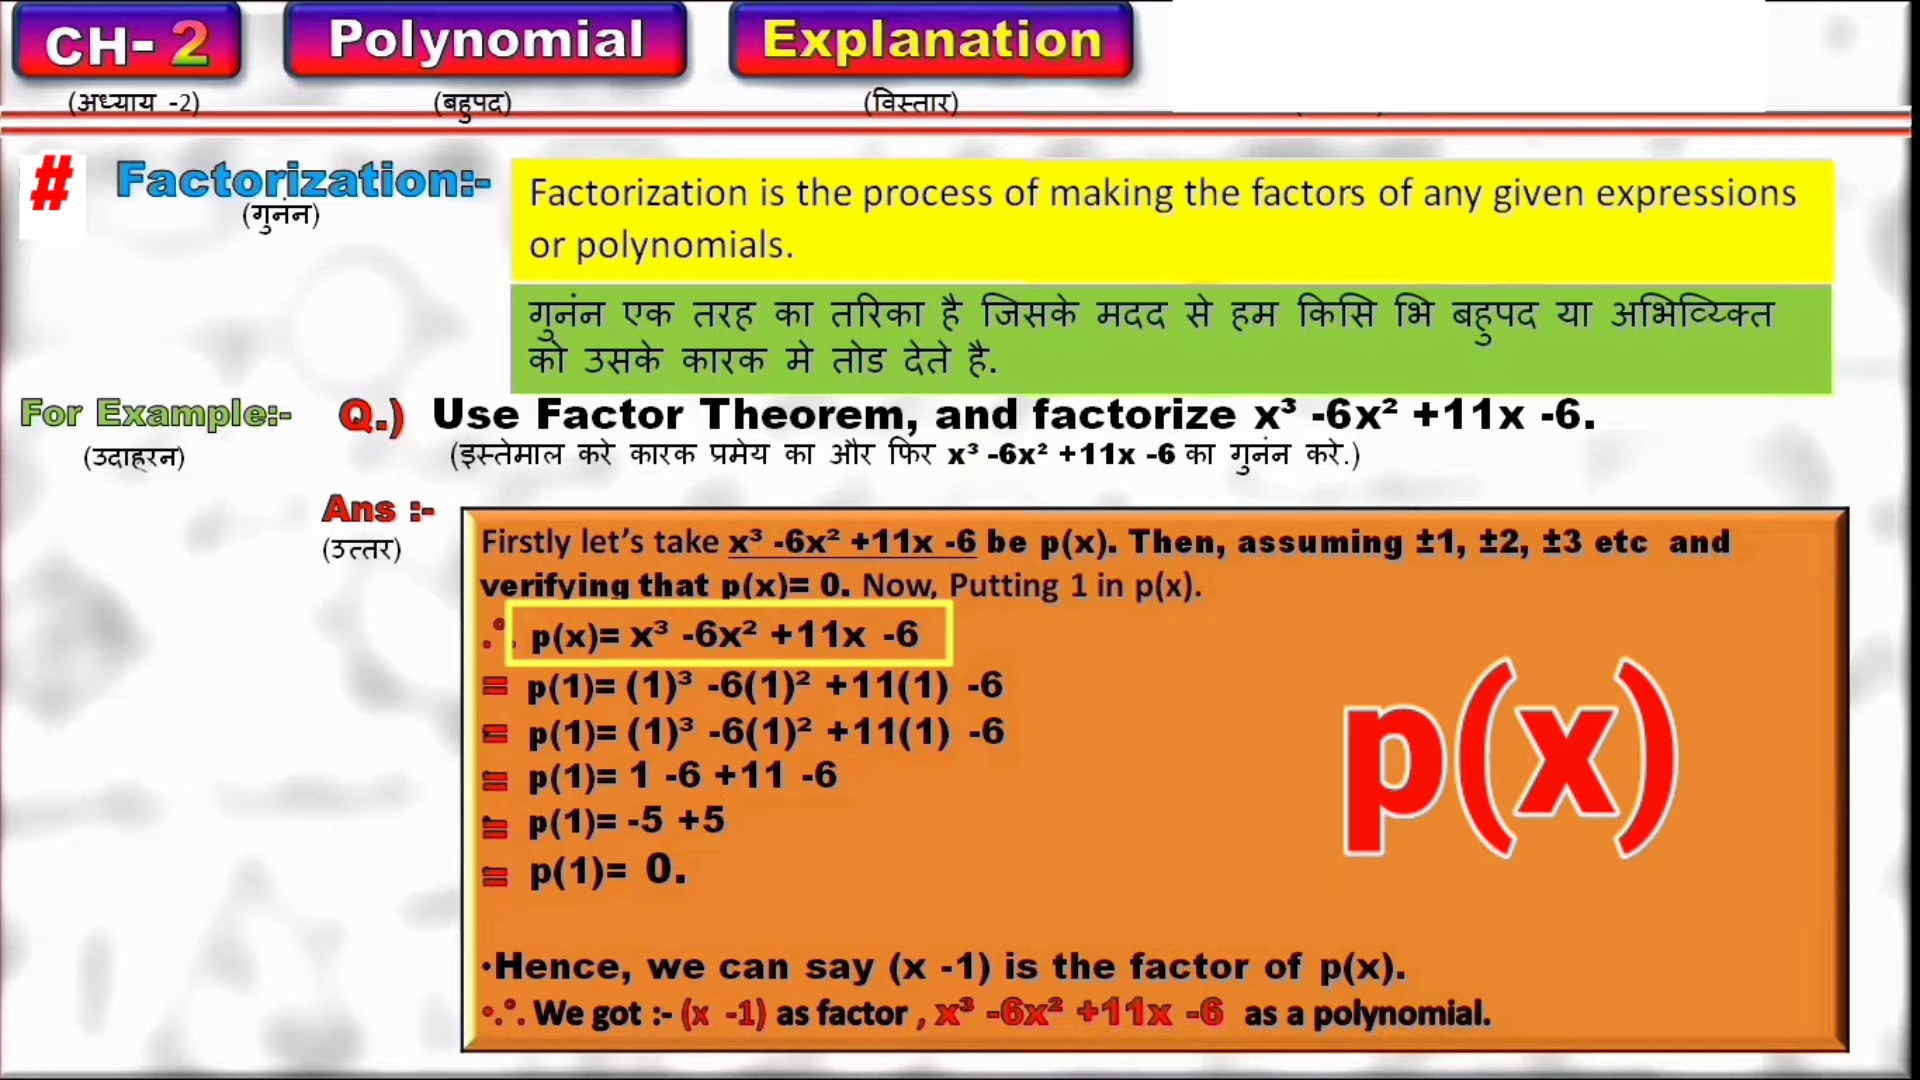 CH- 2 Polynomial Explanation
(अध्याय -2) (बहुपद) (विस्तार)
# Factorization:-
(गुनंन)
Factorization is the process of making the factors of any given expressions
or polynomials.
गुनंन एक तरह का तरिका है जिसके मदद से हम किसि भि बहुपद या अभिव्यिक्त
को उसके कारक मे तोड देते है.
For Example:- Q.) Use Factor Theorem, and factorize x³ -6x² +11x -6.
(उदाहरन) (इस्तेमाल करे कारक प्रमेय का और फिर x³ -6x² +11x -6 का गुनंन करे.)
Ans :-
(उत्तर)
Firstly let’s take x³ -6x² +11x -6 be p(x). Then, assuming ±1, ±2, ±3 etc and
verifying that p(x)= 0. Now, Putting 1 in p(x).
.°. p(x)= x³ -6x² +11x -6
= p(1)= (1)³ -6(1)² +11(1) -6
= p(1)= (1)³ -6(1)² +11(1) -6
= p(1)= 1 -6 +11 -6
= p(1)= -5 +5
= p(1)= 0.
p(x)
•Hence, we can say (x -1) is the factor of p(x).
•.°. We got :- (x -1) as factor , x³ -6x² +11x -6 as a polynomial.